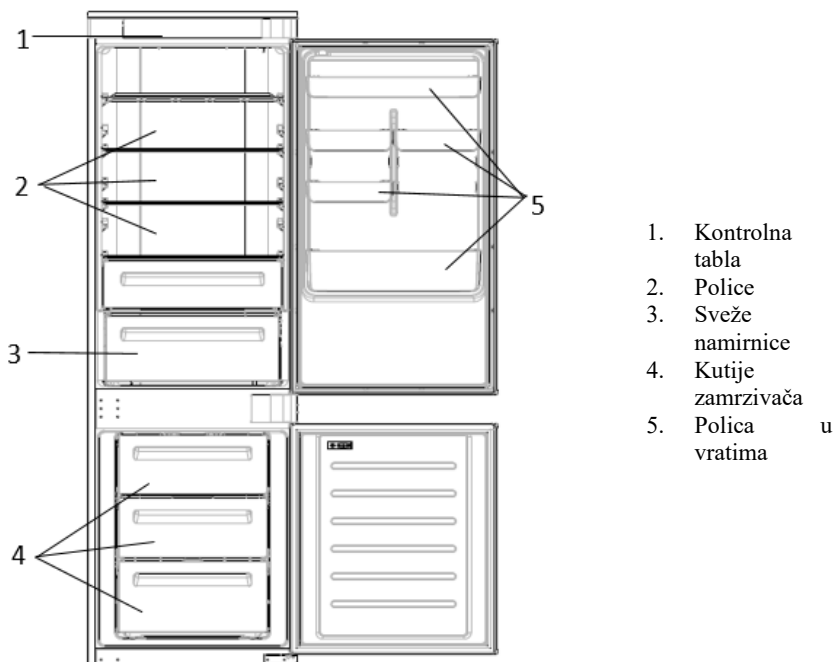 1
2
3
4
5
1. Kontrolna
tabla
2. Police
3. Sveže
namirnice
4. Kutije
zamrzivača
5. Polica u
vratima